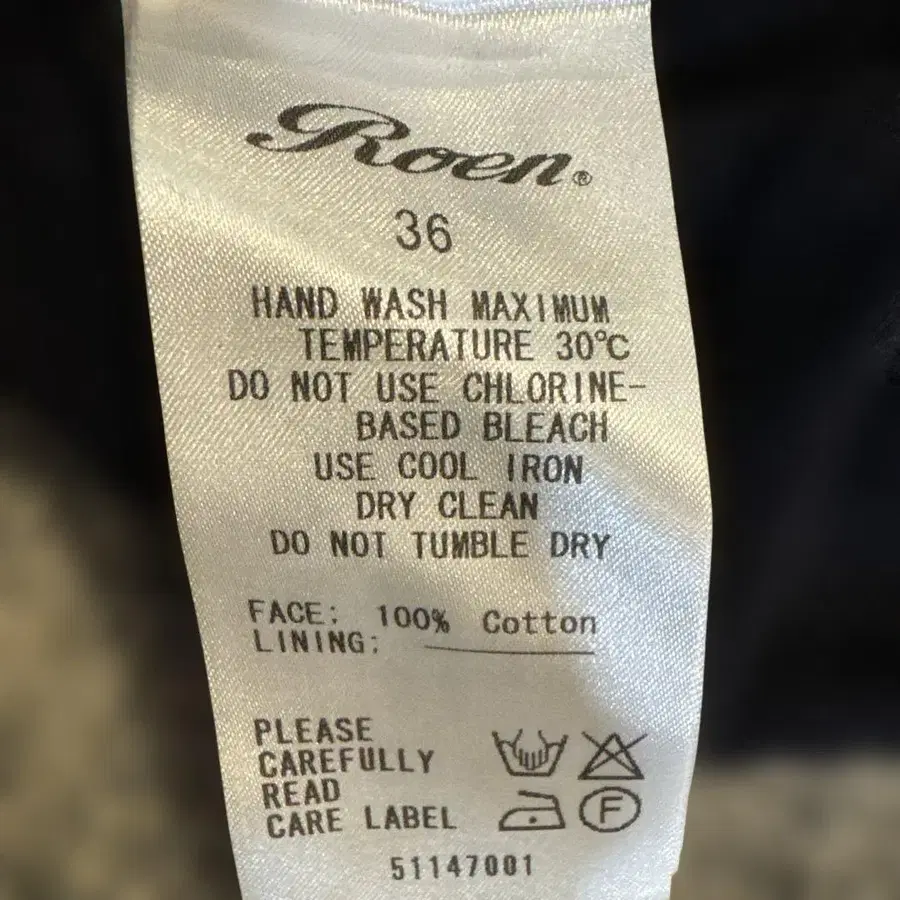 Roen®
36
HAND WASH MAXIMUM
TEMPERATURE 30℃
DO NOT USE CHLORINE-
BASED BLEACH
USE COOL IRON
DRY CLEAN
DO NOT TUMBLE DRY
FACE: 100% Cotton
LINING:
PLEASE
CAREFULLY
READ
CARE LABEL
F
51147001